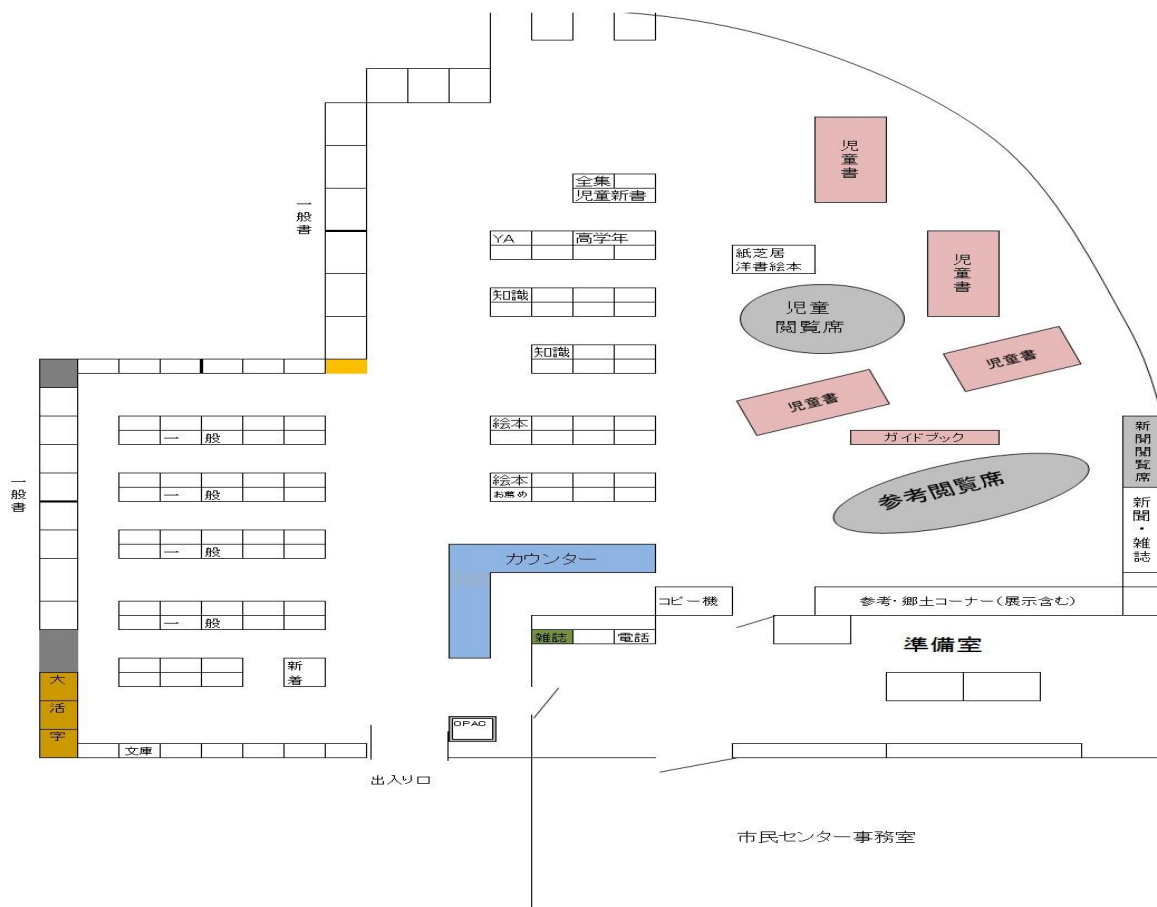 児童書
全集
児童新書
一般書
YA
高学年
紙芝居
洋書絵本
児童書
知識
児童
閲覧席
知識
児童書
児童書
絵本
一般
ガイドブック
新聞閲覧席
絵本
お薦め
一般
参考閲覧席
一般書
新聞・雑誌
一般
カウンター
コピー機
参考・郷土コーナー(展示含む)
一般
雑誌
電話
準備室
新着
大活字
OPAC
文庫
出入り口
市民センター事務室